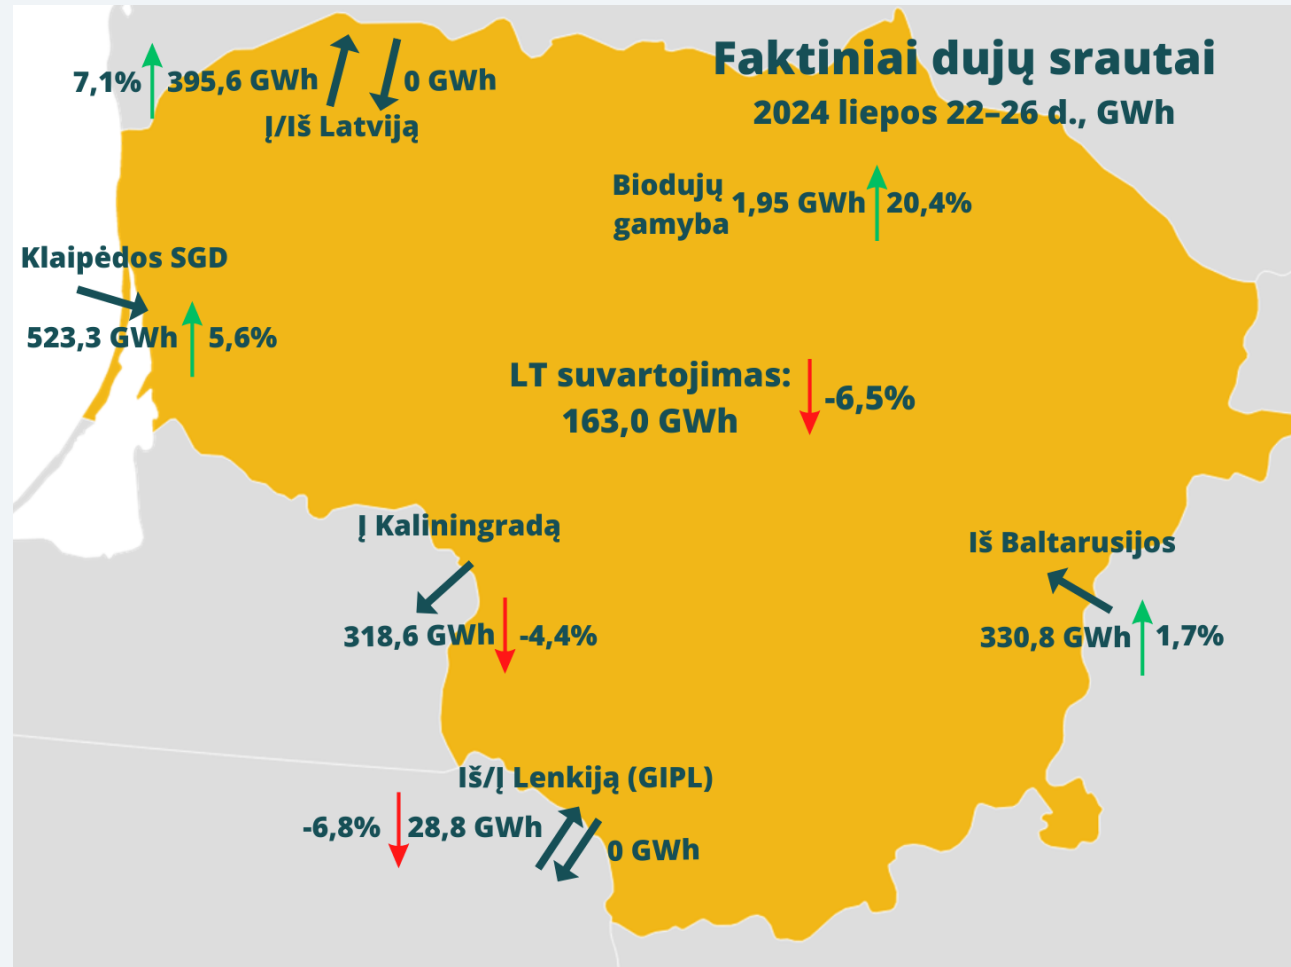 Faktiniai dujų srautai
2024 liepos 22–26 d., GWh
7,1% 395,6 GWh 0 GWh
Į/Iš Latviją
Biodujų
gamyba
1,95 GWh 20,4%
Klaipėdos SGD
523,3 GWh 5,6%
LT suvartojimas:
163,0 GWh
-6,5%
Į Kaliningradą
318,6 GWh -4,4%
Iš Baltarusijos
330,8 GWh 1,7%
Iš/Į Lenkiją (GIPL)
-6,8% 28,8 GWh
0 GWh